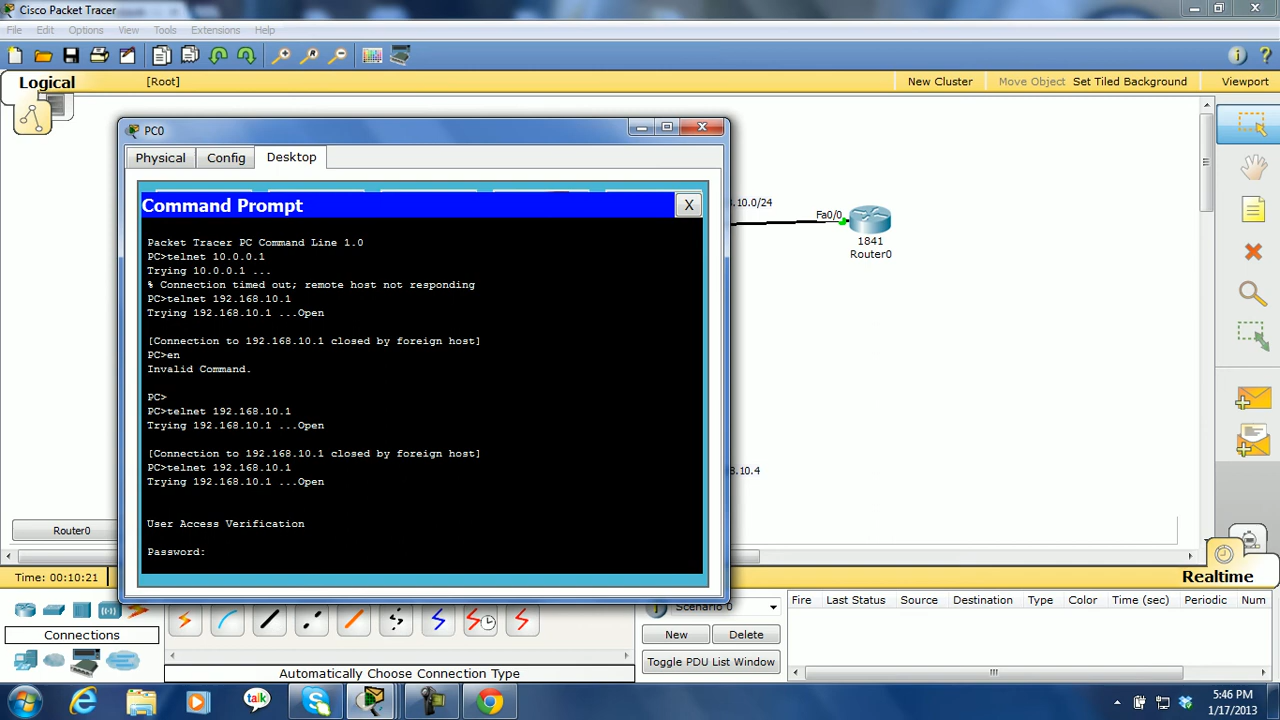 Cisco Packet Tracer
File Edit Options View Tools Extensions Help
Logical [Root] New Cluster Move Object Set Tiled Background Viewport
PC0
Physical Config Desktop
Command Prompt X
Packet Tracer PC Command Line 1.0
PC>telnet 10.0.0.1
Trying 10.0.0.1 ...
% Connection timed out; remote host not responding
PC>telnet 192.168.10.1
Trying 192.168.10.1 ...Open
[Connection to 192.168.10.1 closed by foreign host]
PC>en
Invalid Command.
PC>
PC>telnet 192.168.10.1
Trying 192.168.10.1 ...Open
[Connection to 192.168.10.1 closed by foreign host]
PC>telnet 192.168.10.1
Trying 192.168.10.1 ...Open
User Access Verification
Password:
8.10.0/24
Fa0/0
1841
Router0
8.10.4
Router0
Time: 00:10:21
Realtime
Connections
Automatically Choose Connection Type
Scenario 0
New Delete
Toggle PDU List Window
Fire Last Status Source Destination Type Color Time (sec) Periodic Num
talk
5:46 PM
1/17/2013